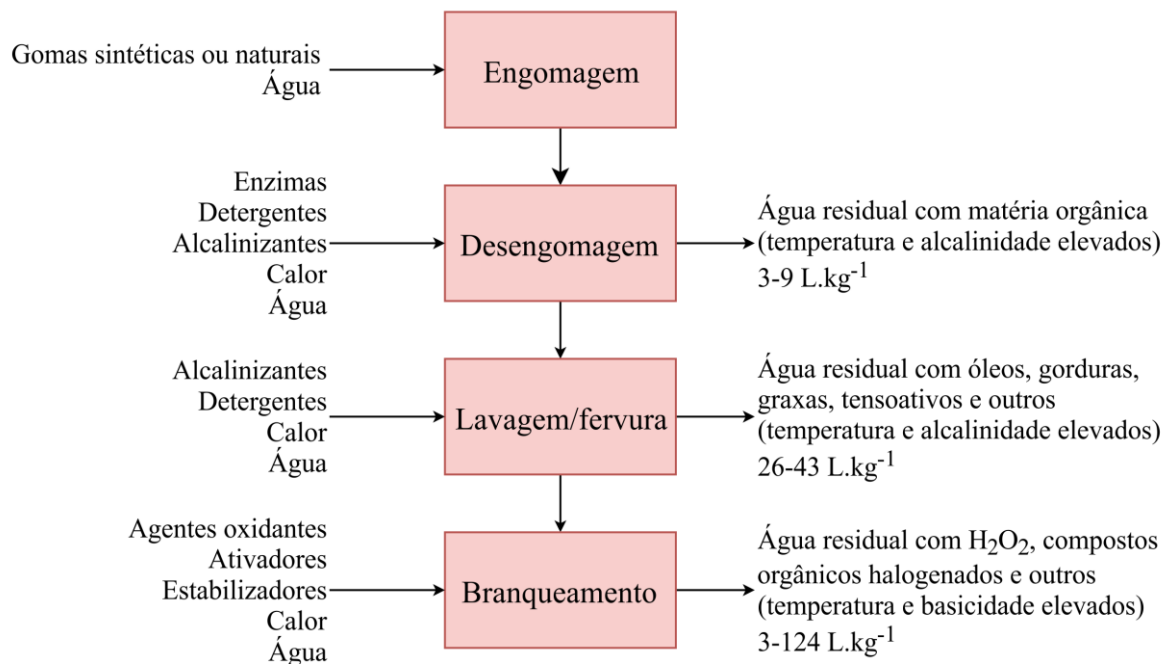 Gomas sintéticas ou naturais
Água
Engomagem
Enzimas
Detergentes
Alcalinizantes
Calor
Água
Desengomagem
Água residual com matéria orgânica
(temperatura e alcalinidade elevados)
3-9 L.kg⁻¹
Alcalinizantes
Detergentes
Calor
Água
Lavagem/fervura
Água residual com óleos, gorduras,
graxas, tensoativos e outros
(temperatura e alcalinidade elevados)
26-43 L.kg⁻¹
Agentes oxidantes
Ativadores
Estabilizadores
Calor
Água
Branqueamento
Água residual com H₂O₂, compostos
orgânicos halogenados e outros
(temperatura e basicidade elevados)
3-124 L.kg⁻¹